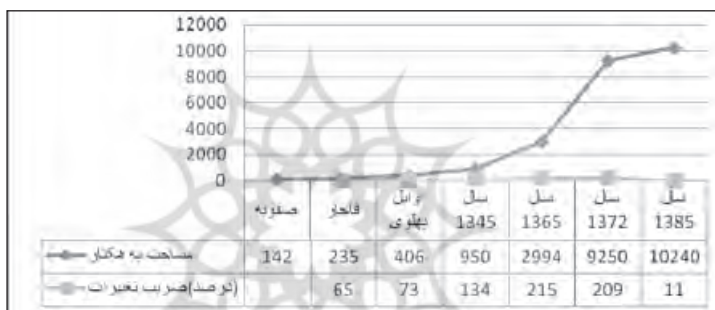 12000
10000
8000
6000
4000
2000
0
صفویه قاجار اوایل پهلوی سال 1345 سال 1365 سال 1372 سال 1385
مساحت به هکتار 142 235 406 950 2994 9250 10240
ضریب تغییرات(درصد) 65 73 134 215 209 11